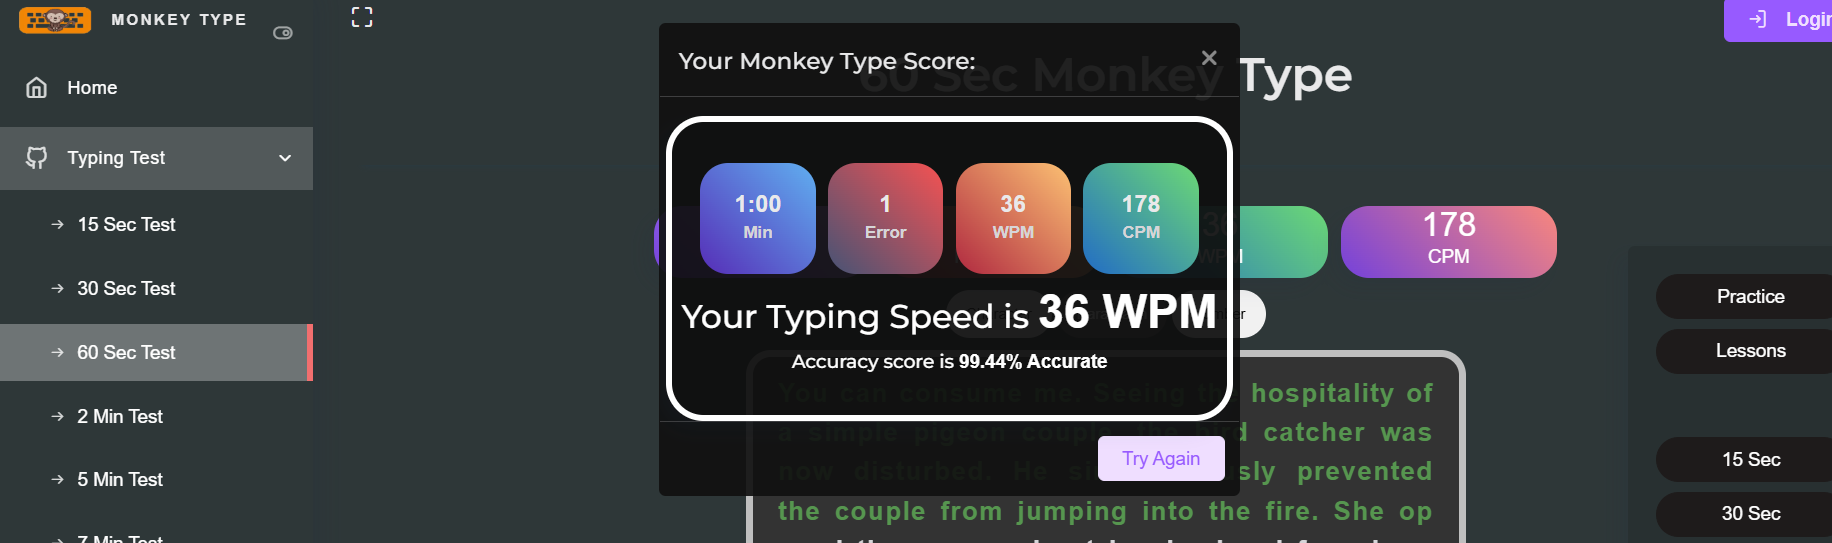 MONKEY TYPE
Home
Typing Test
15 Sec Test
30 Sec Test
60 Sec Test
2 Min Test
5 Min Test
7 Min Test
Login
60 Sec Monkey Type
Your Monkey Type Score:
1:00
Min
1
Error
36
WPM
178
CPM
Your Typing Speed is 36 WPM
Accuracy score is 99.44% Accurate
Try Again
36
WPM
178
CPM
You can consume me. Seeing the hospitality of
a simple pigeon couple, the bird catcher was
now disturbed. He prevented
the couple from jumping into the fire. She op
Practice
Lessons
15 Sec
30 Sec